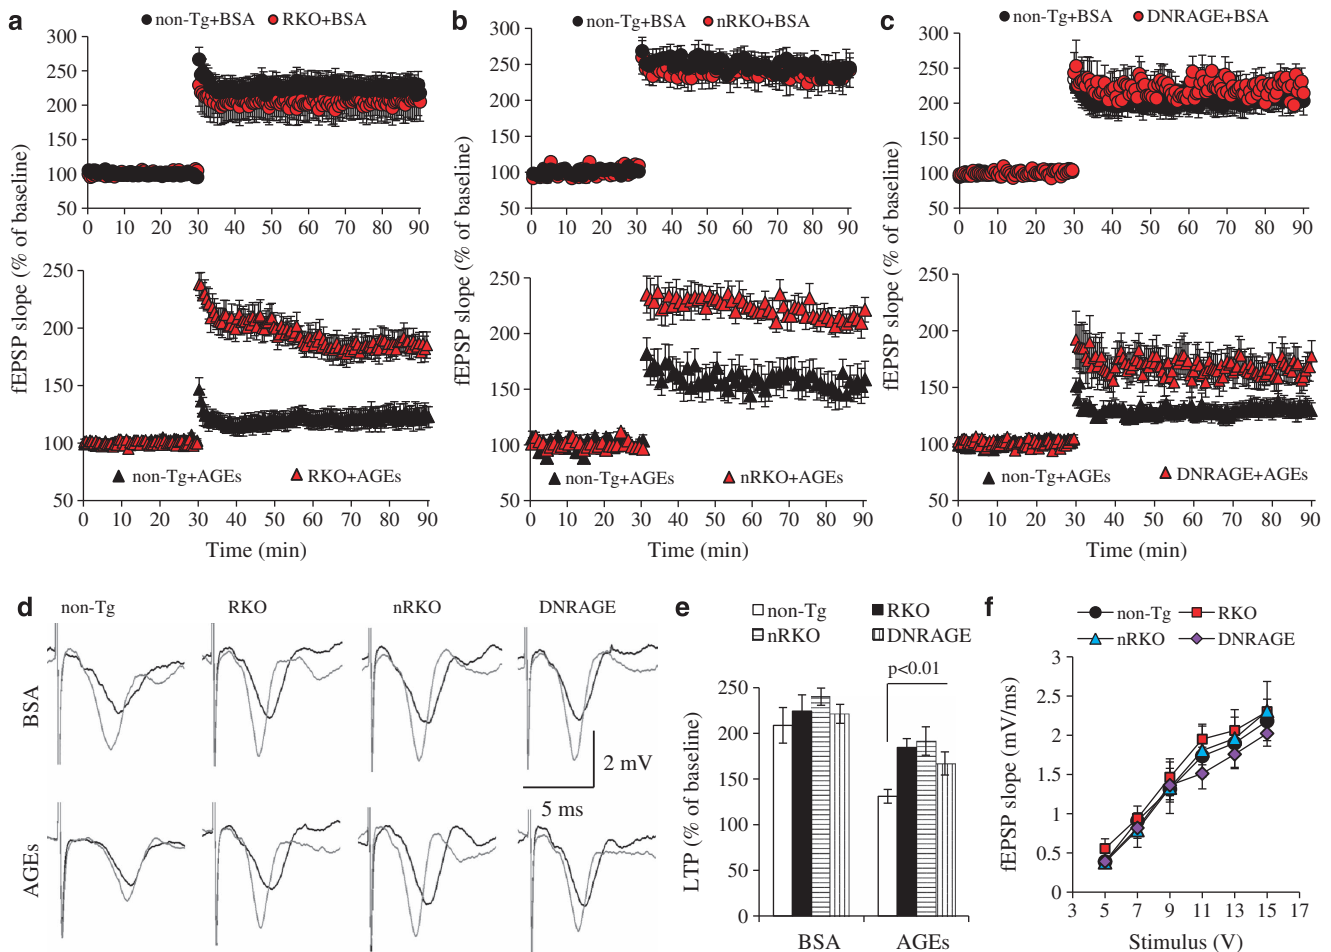 a
non-Tg+BSA RKO+BSA
300
250
200
150
100
50
0 10 20 30 40 50 60 70 80 90
250
200
150
100
50
non-Tg+AGEs RKO+AGEs
0 10 20 30 40 50 60 70 80 90
Time (min)
fEPSP slope (% of baseline)
b
non-Tg+BSA nRKO+BSA
300
250
200
150
100
50
0 10 20 30 40 50 60 70 80 90
250
200
150
100
50
non-Tg+AGEs nRKO+AGEs
0 10 20 30 40 50 60 70 80 90
Time (min)
fEPSP slope (% of baseline)
c
non-Tg+BSA DNRAGE+BSA
300
250
200
150
100
50
0 10 20 30 40 50 60 70 80 90
250
200
150
100
50
non-Tg+AGEs DNRAGE+AGEs
0 10 20 30 40 50 60 70 80 90
Time (min)
fEPSP slope (% of baseline)
d
non-Tg RKO nRKO DNRAGE
BSA
2 mV
5 ms
AGEs
e
non-Tg RKO
nRKO DNRAGE
p<0.01
250
200
150
100
50
0
BSA AGEs
LTP (% of baseline)
f
non-Tg RKO
nRKO DNRAGE
3
2.5
2
1.5
1
0.5
0
3 5 7 9 11 13 15 17
Stimulus (V)
fEPSP slope (mV/ms)